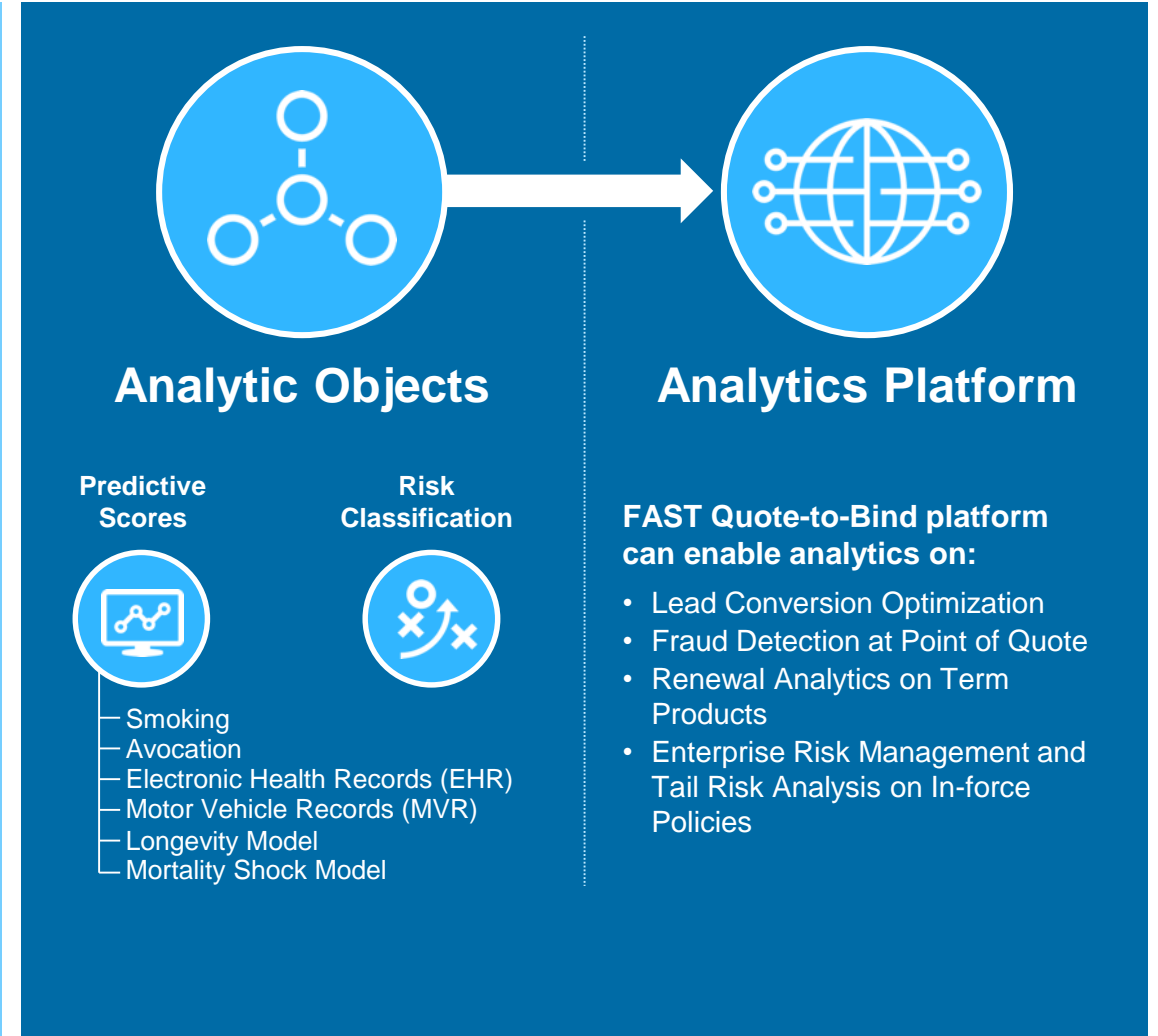 Analytic Objects
Predictive
Scores
Risk
Classification
Smoking
Avocation
Electronic Health Records (EHR)
Motor Vehicle Records (MVR)
Longevity Model
Mortality Shock Model
Analytics Platform
FAST Quote-to-Bind platform
can enable analytics on:
• Lead Conversion Optimization
• Fraud Detection at Point of Quote
• Renewal Analytics on Term
Products
• Enterprise Risk Management and
Tail Risk Analysis on In-force
Policies